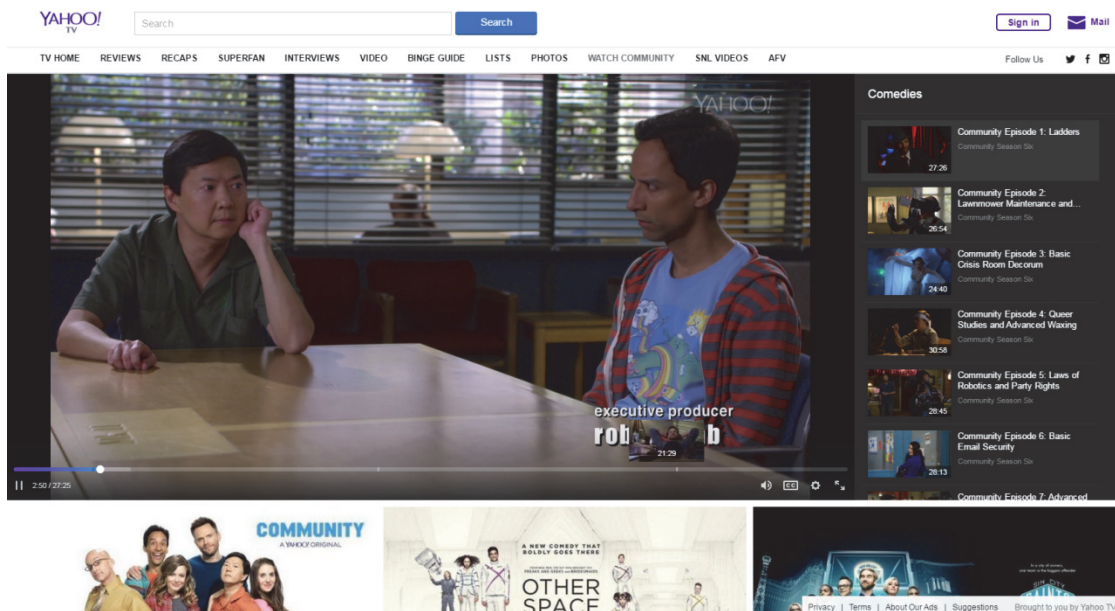 YAHOO!
TV
Search
Search
Sign in
Mail
TV HOME REVIEWS RECAPS SUPERFAN INTERVIEWS VIDEO BINGE GUIDE LISTS PHOTOS WATCH COMMUNITY SNL VIDEOS AFV
Follow Us
YAHOO!
executive producer
21:29
2:50 / 27:25
CC
Comedies
Community Episode 1: Ladders
Community Season Six
27:26
Community Episode 2:
Lawnmower Maintenance and...
Community Season Six
26:54
Community Episode 3: Basic
Crisis Room Decorum
Community Season Six
24:40
Community Episode 4: Queer
Studies and Advanced Waxing
Community Season Six
30:58
Community Episode 5: Laws of
Robotics and Party Rights
Community Season Six
28:45
Community Episode 6: Basic
Email Security
Community Season Six
28:13
Community Episode 7: Advanced
COMMUNITY
A YAHOO! ORIGINAL
A NEW COMEDY THAT
BOLDLY GOES THERE
OTHER
SPACE
SIN CITY
SAINTS
Privacy | Terms | About Our Ads | Suggestions Brought to you by Yahoo TV